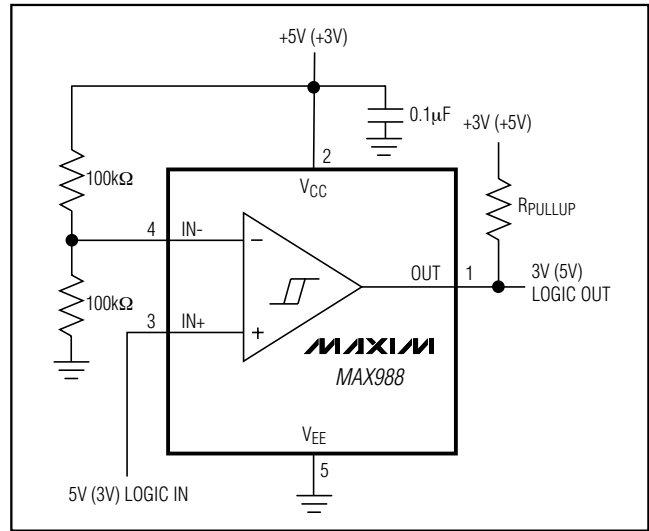 +5V (+3V)
0.1µF
+3V (+5V)
2
VCC
100kΩ
RPULLUP
4 IN-
−
OUT 1
3V (5V)
LOGIC OUT
100kΩ
3 IN+
+
MAXIM
MAX988
VEE
5
5V (3V) LOGIC IN